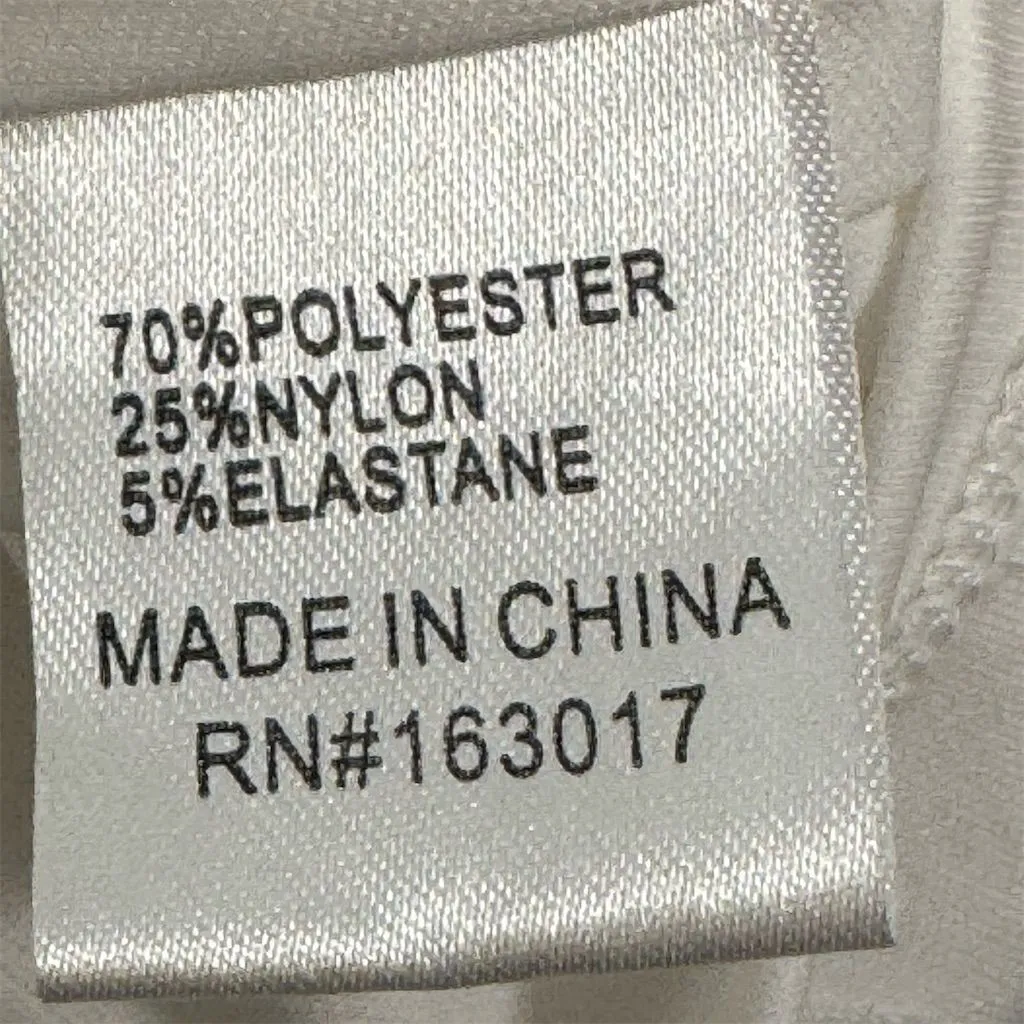 70%POLYESTER
25%NYLON
5%ELASTANE
MADE IN CHINA
RN#163017